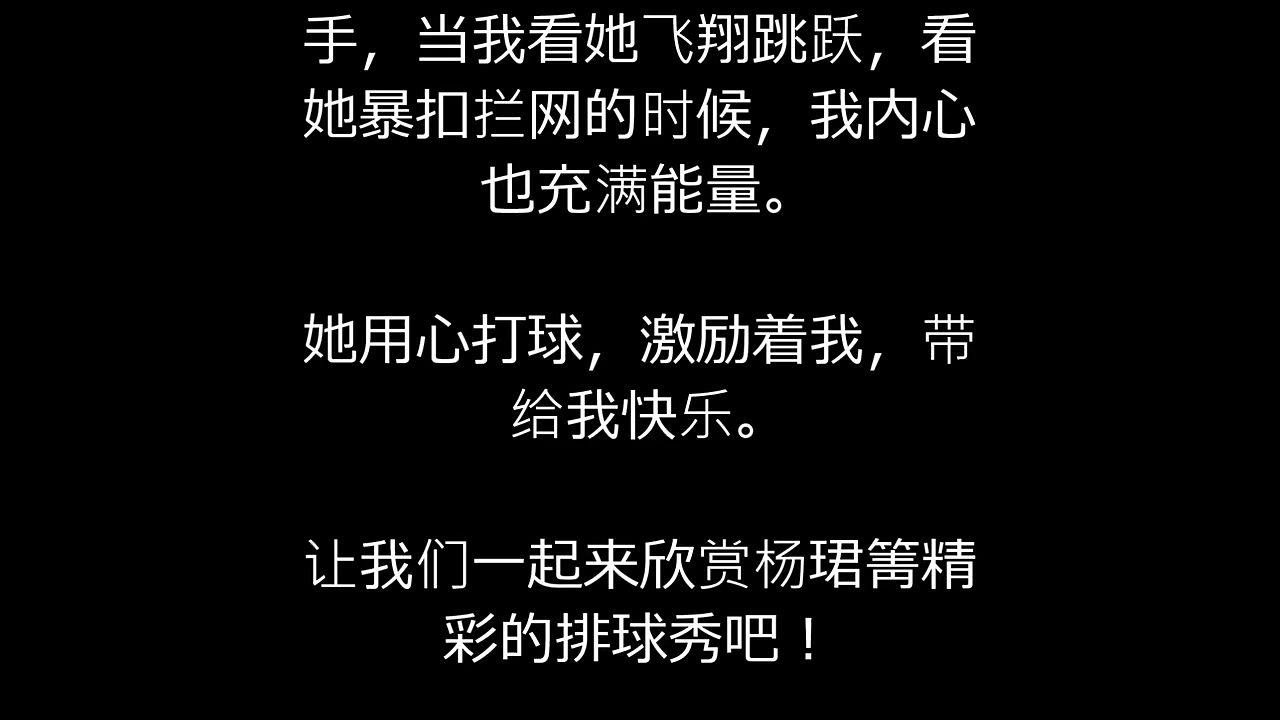 手，当我看她飞翔跳跃，看
她暴扣拦网的时候，我内心
也充满能量。
她用心打球，激励着我，带
给我快乐。
让我们一起来欣赏杨珺箐精
彩的排球秀吧！